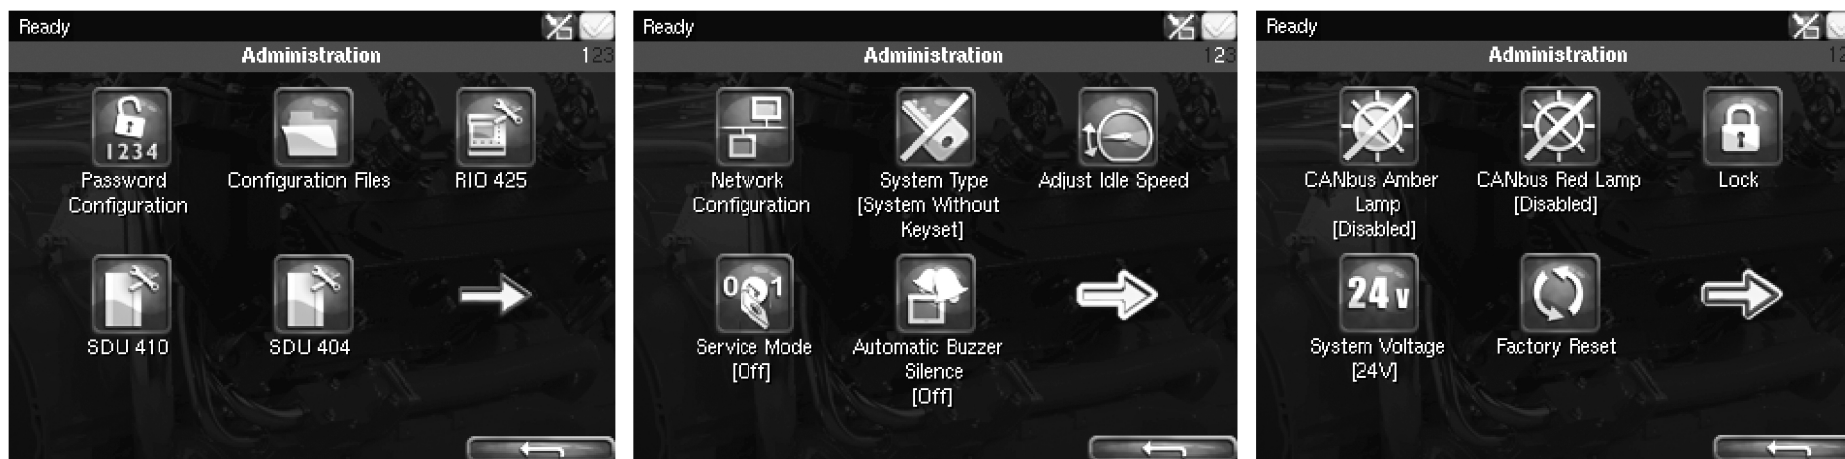 Ready
Administration
123
1234
Password
Configuration
Configuration Files
RIO 425
SDU 410
SDU 404
Ready
Administration
123
Network
Configuration
System Type
[System Without
Keyset]
Adjust Idle Speed
0 1
Service Mode
[Off]
Automatic Buzzer
Silence
[Off]
Ready
Administration
12
CANbus Amber
Lamp
[Disabled]
CANbus Red Lamp
[Disabled]
Lock
24 V
System Voltage
[24V]
Factory Reset